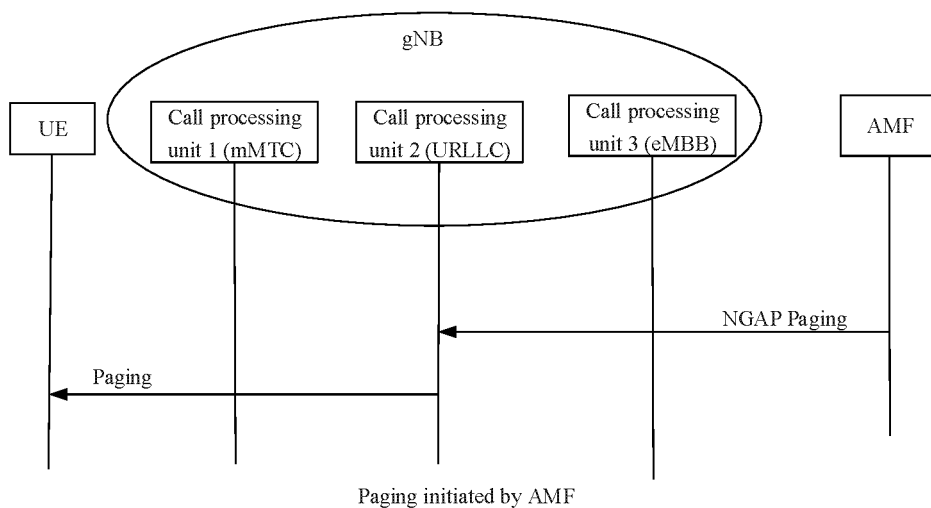 gNB
UE
Call processing
unit 1 (mMTC)
Call processing
unit 2 (URLLC)
Call processing
unit 3 (eMBB)
AMF
NGAP Paging
Paging
Paging initiated by AMF